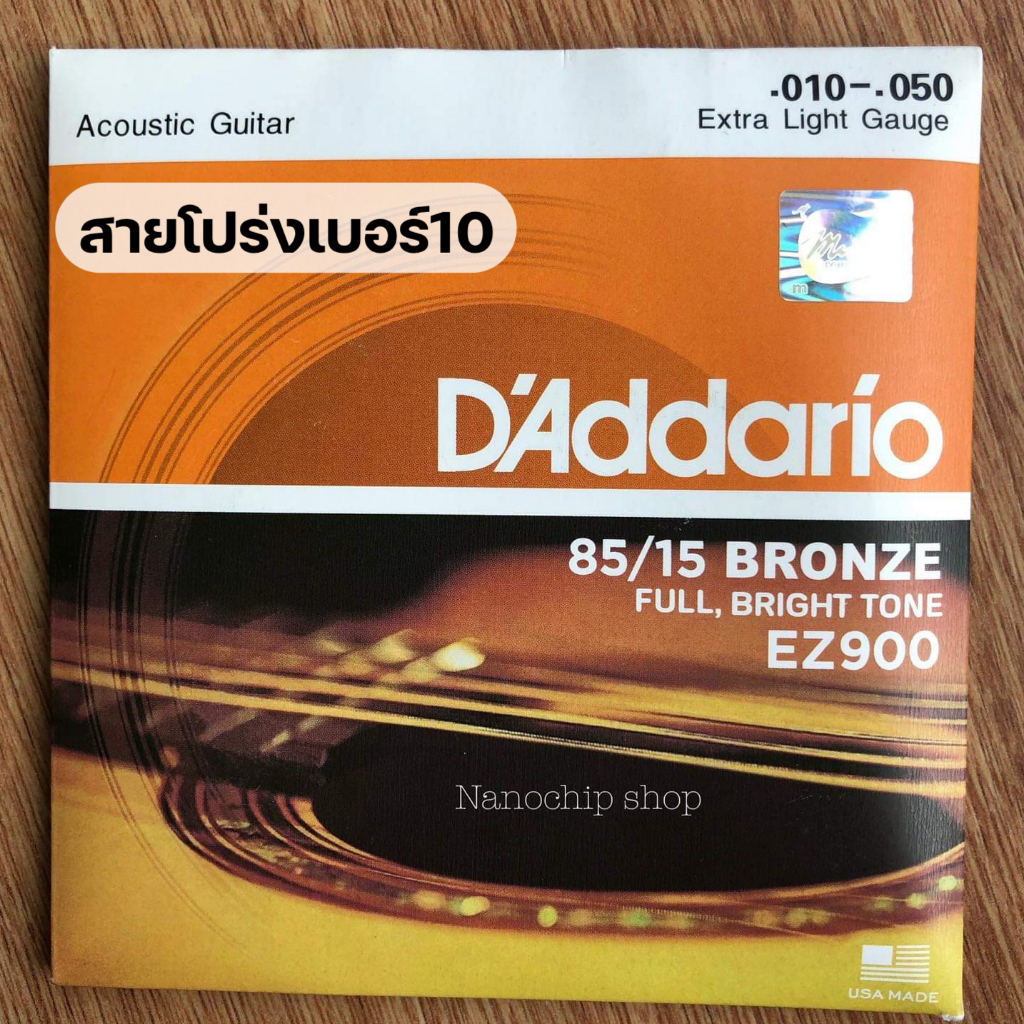 Acoustic Guitar
.010-.050
Extra Light Gauge
สายโปร่งเบอร์10
D'Addario
85/15 BRONZE
FULL, BRIGHT TONE
EZ900
Nanochip shop
USA MADE